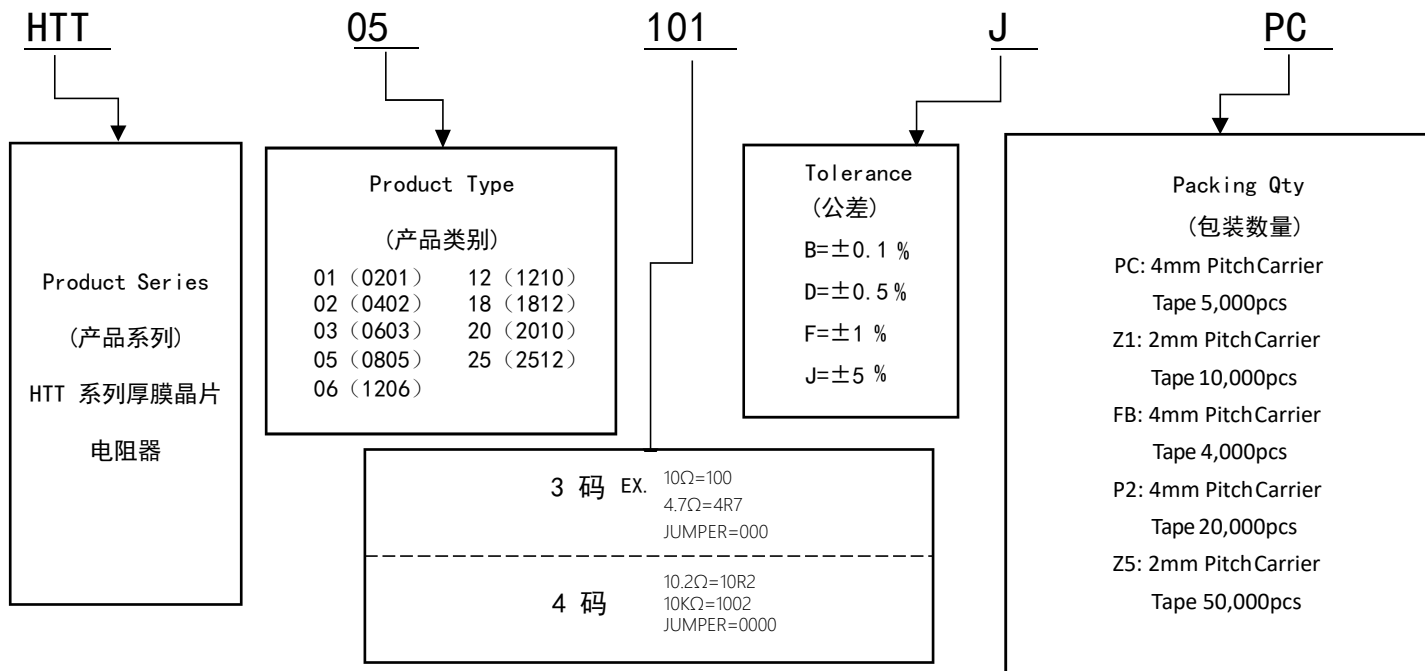 HTT 05 101 J PC
Product Series
(产品系列)
HTT 系列厚膜晶片
电阻器
Product Type
(产品类别)
01（0201） 12（1210）
02（0402） 18（1812）
03（0603） 20（2010）
05（0805） 25（2512）
06（1206）
3 码 EX. 10Ω=100
4.7Ω=4R7
JUMPER=000
4 码 10.2Ω=10R2
10KΩ=1002
JUMPER=0000
Tolerance
(公差)
B=±0.1 %
D=±0.5 %
F=±1 %
J=±5 %
Packing Qty
(包装数量)
PC: 4mm Pitch Carrier
Tape 5,000pcs
Z1: 2mm Pitch Carrier
Tape 10,000pcs
FB: 4mm Pitch Carrier
Tape 4,000pcs
P2: 4mm Pitch Carrier
Tape 20,000pcs
Z5: 2mm Pitch Carrier
Tape 50,000pcs